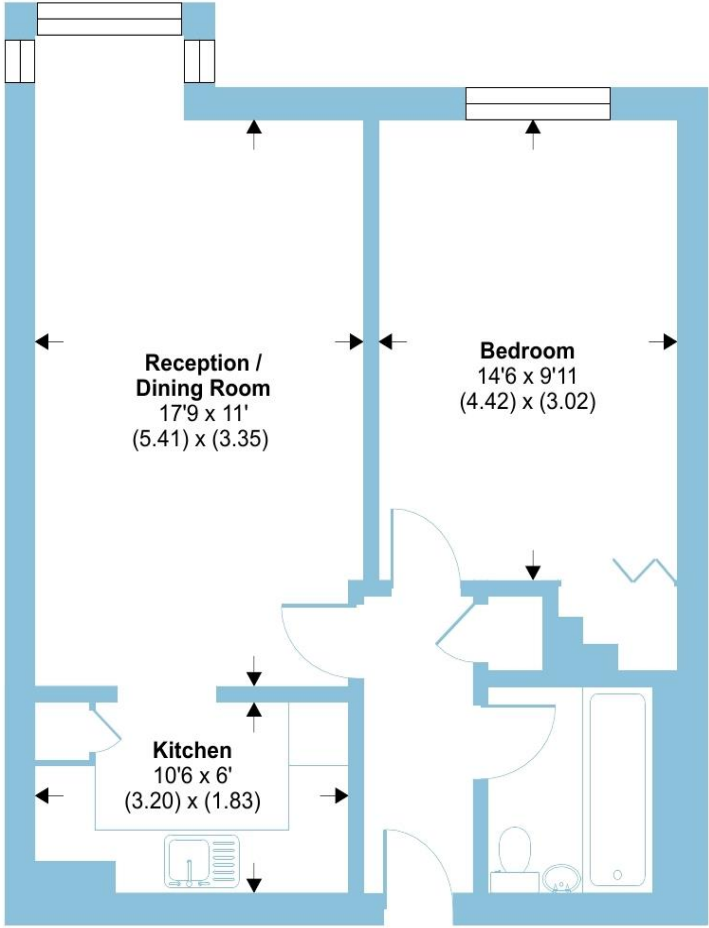 Reception /
Dining Room
17'9 x 11'
(5.41) x (3.35)
Bedroom
14'6 x 9'11
(4.42) x (3.02)
Kitchen
10'6 x 6'
(3.20) x (1.83)